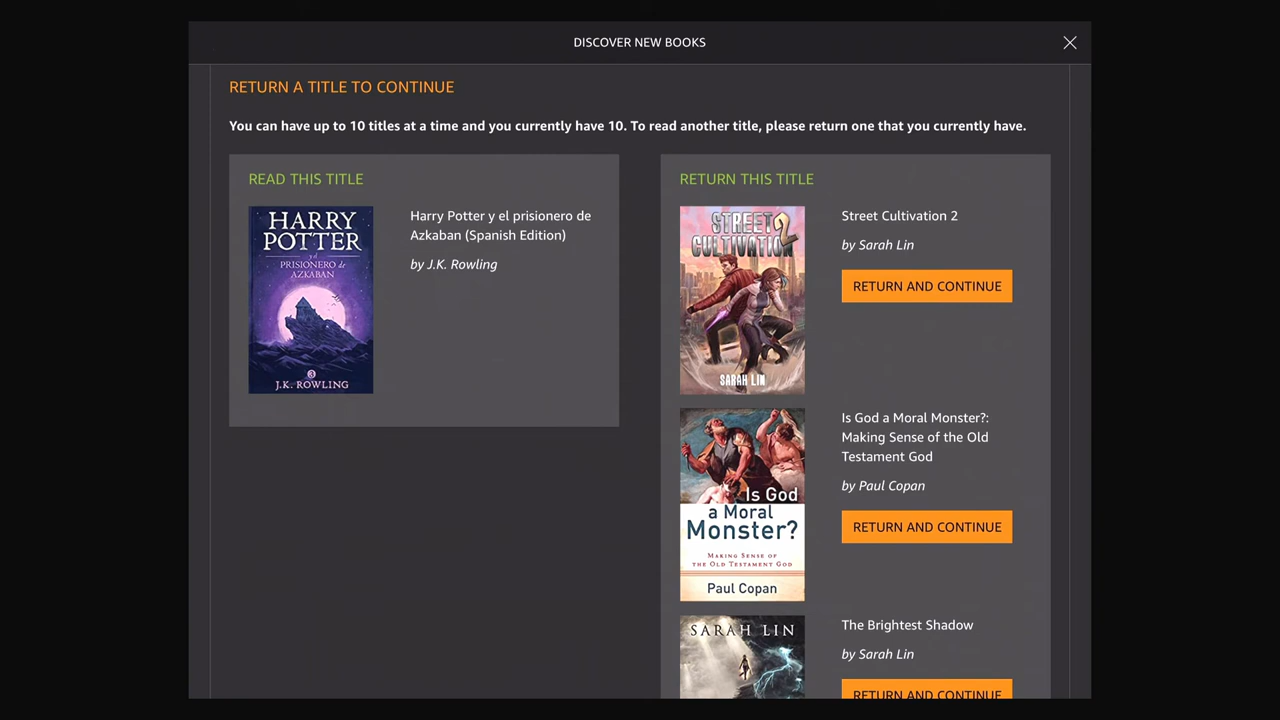 DISCOVER NEW BOOKS
RETURN A TITLE TO CONTINUE
You can have up to 10 titles at a time and you currently have 10. To read another title, please return one that you currently have.
READ THIS TITLE
HARRY
POTTER
y el
PRISIONERO de
AZKABAN
3
J.K. ROWLING
Harry Potter y el prisionero de
Azkaban (Spanish Edition)
by J.K. Rowling
RETURN THIS TITLE
STREET
CULTIVATION 2
SARAH LIN
Street Cultivation 2
by Sarah Lin
RETURN AND CONTINUE
Is God
a Moral
Monster?
MAKING SENSE OF
THE OLD TESTAMENT GOD
Paul Copan
Is God a Moral Monster?:
Making Sense of the Old
Testament God
by Paul Copan
RETURN AND CONTINUE
SARAH LIN
The Brightest Shadow
by Sarah Lin
RETURN AND CONTINUE